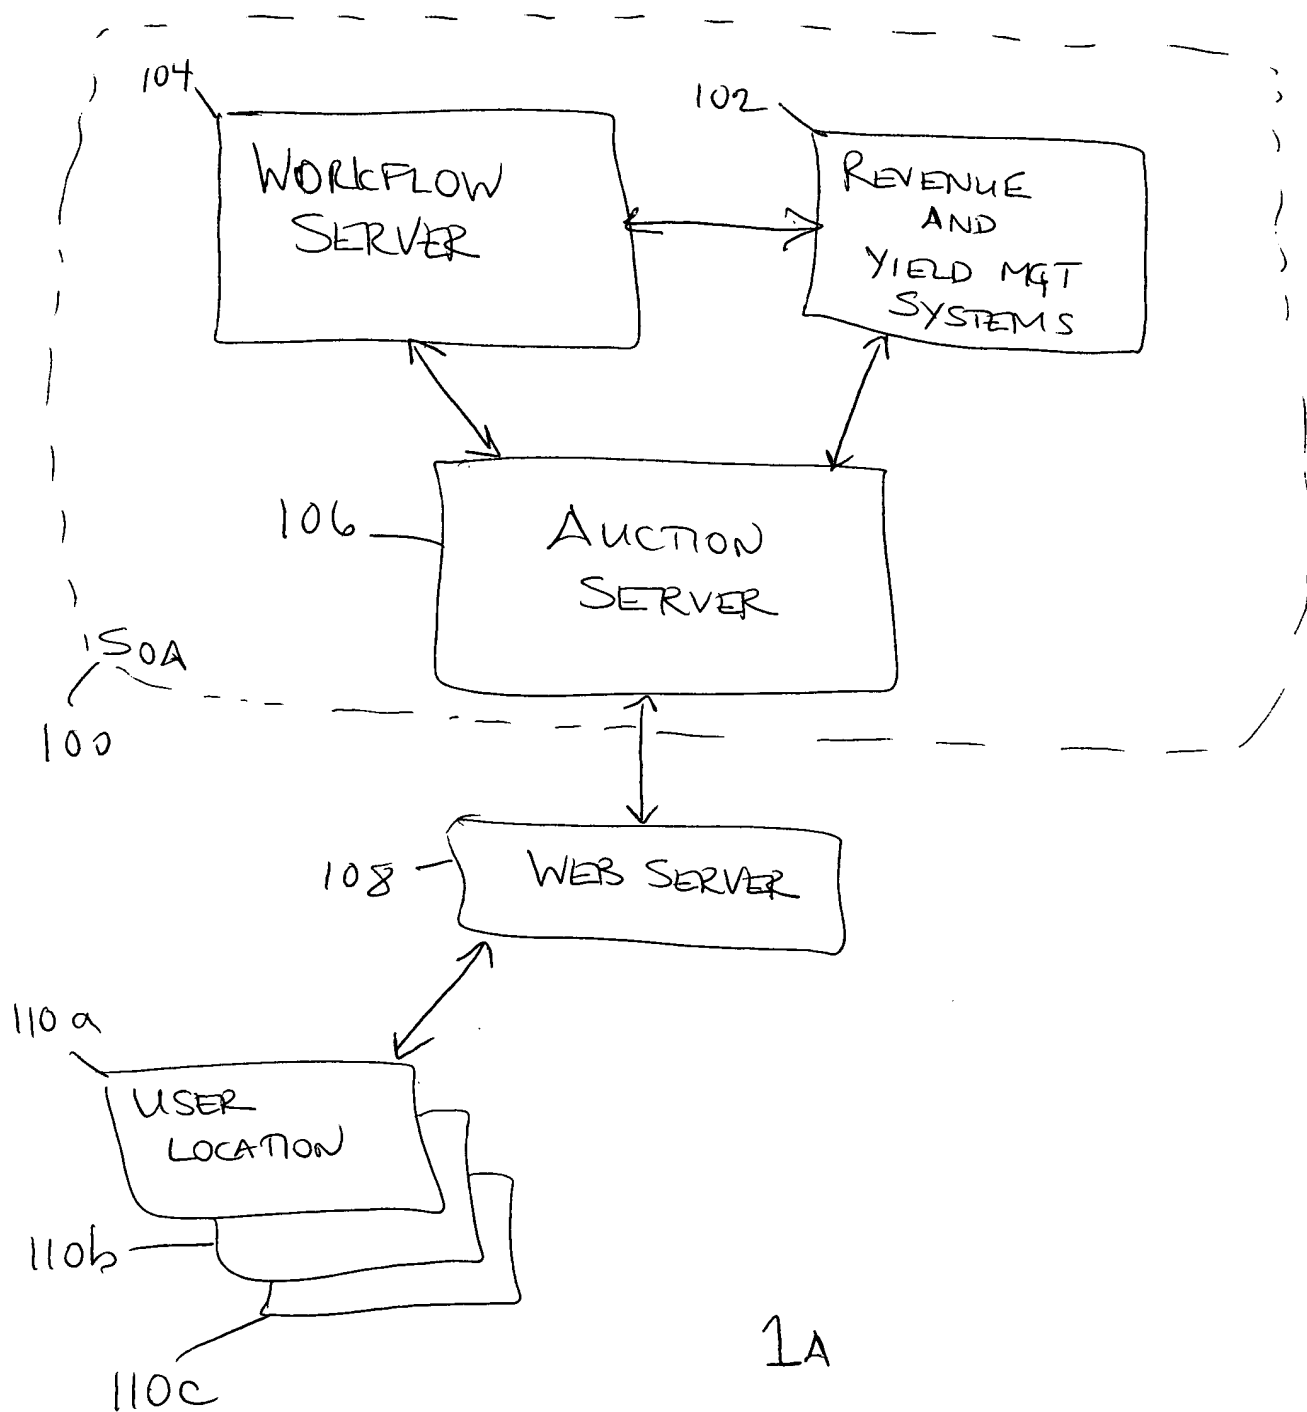 104
WORKFLOW
SERVER
102
REVENUE
AND
YIELD MGT
SYSTEMS
106
AUCTION
SERVER
150A
100
108
WEB SERVER
110a
USER
LOCATION
110b
110c
1A